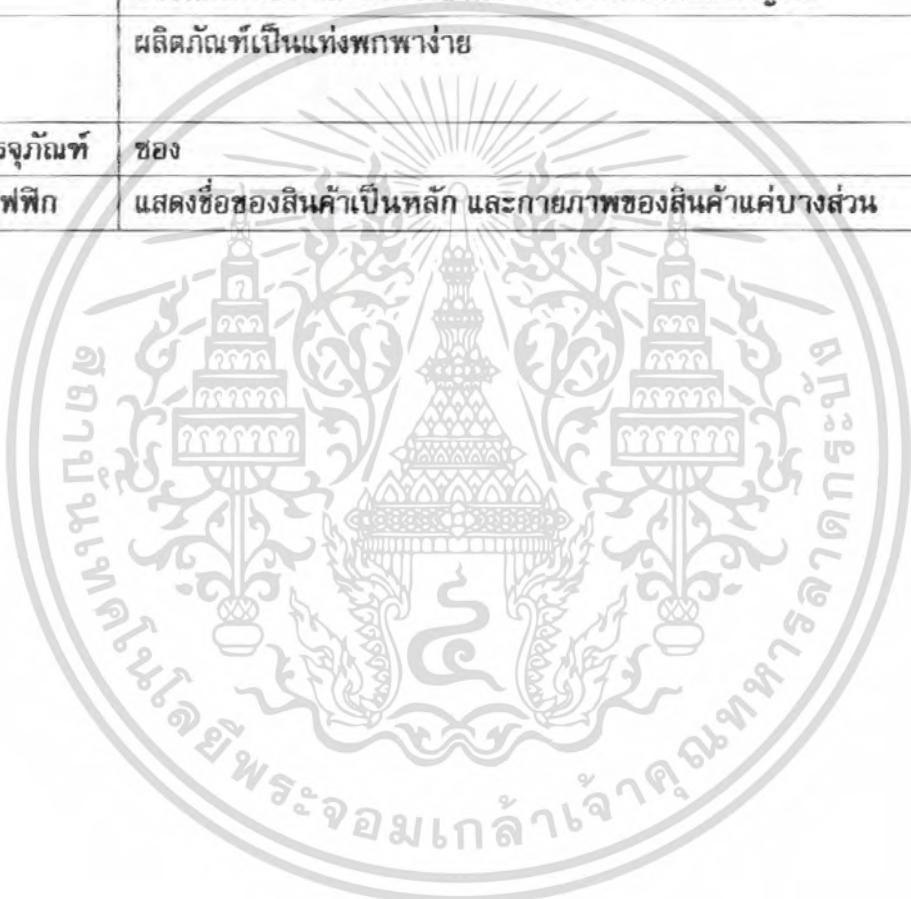 ผลิตภัณฑ์เป็นแท่งพกพาง่าย
รจุภัณฑ์ ซอง
ฟฟิก แสดงชื่อของสินค้าเป็นหลัก และกายภาพของสินค้าแค่บางส่วน
สถาบันเทคโนโลยีพระจอมเกล้าเจ้าคุณทหารลาดกระบัง